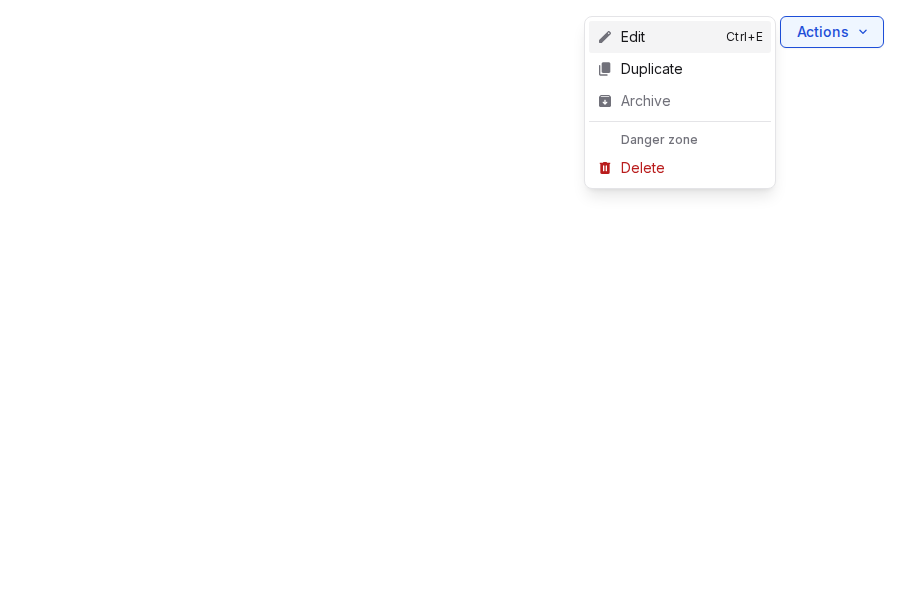 Actions
Edit Ctrl+E
Duplicate
Archive
Danger zone
Delete